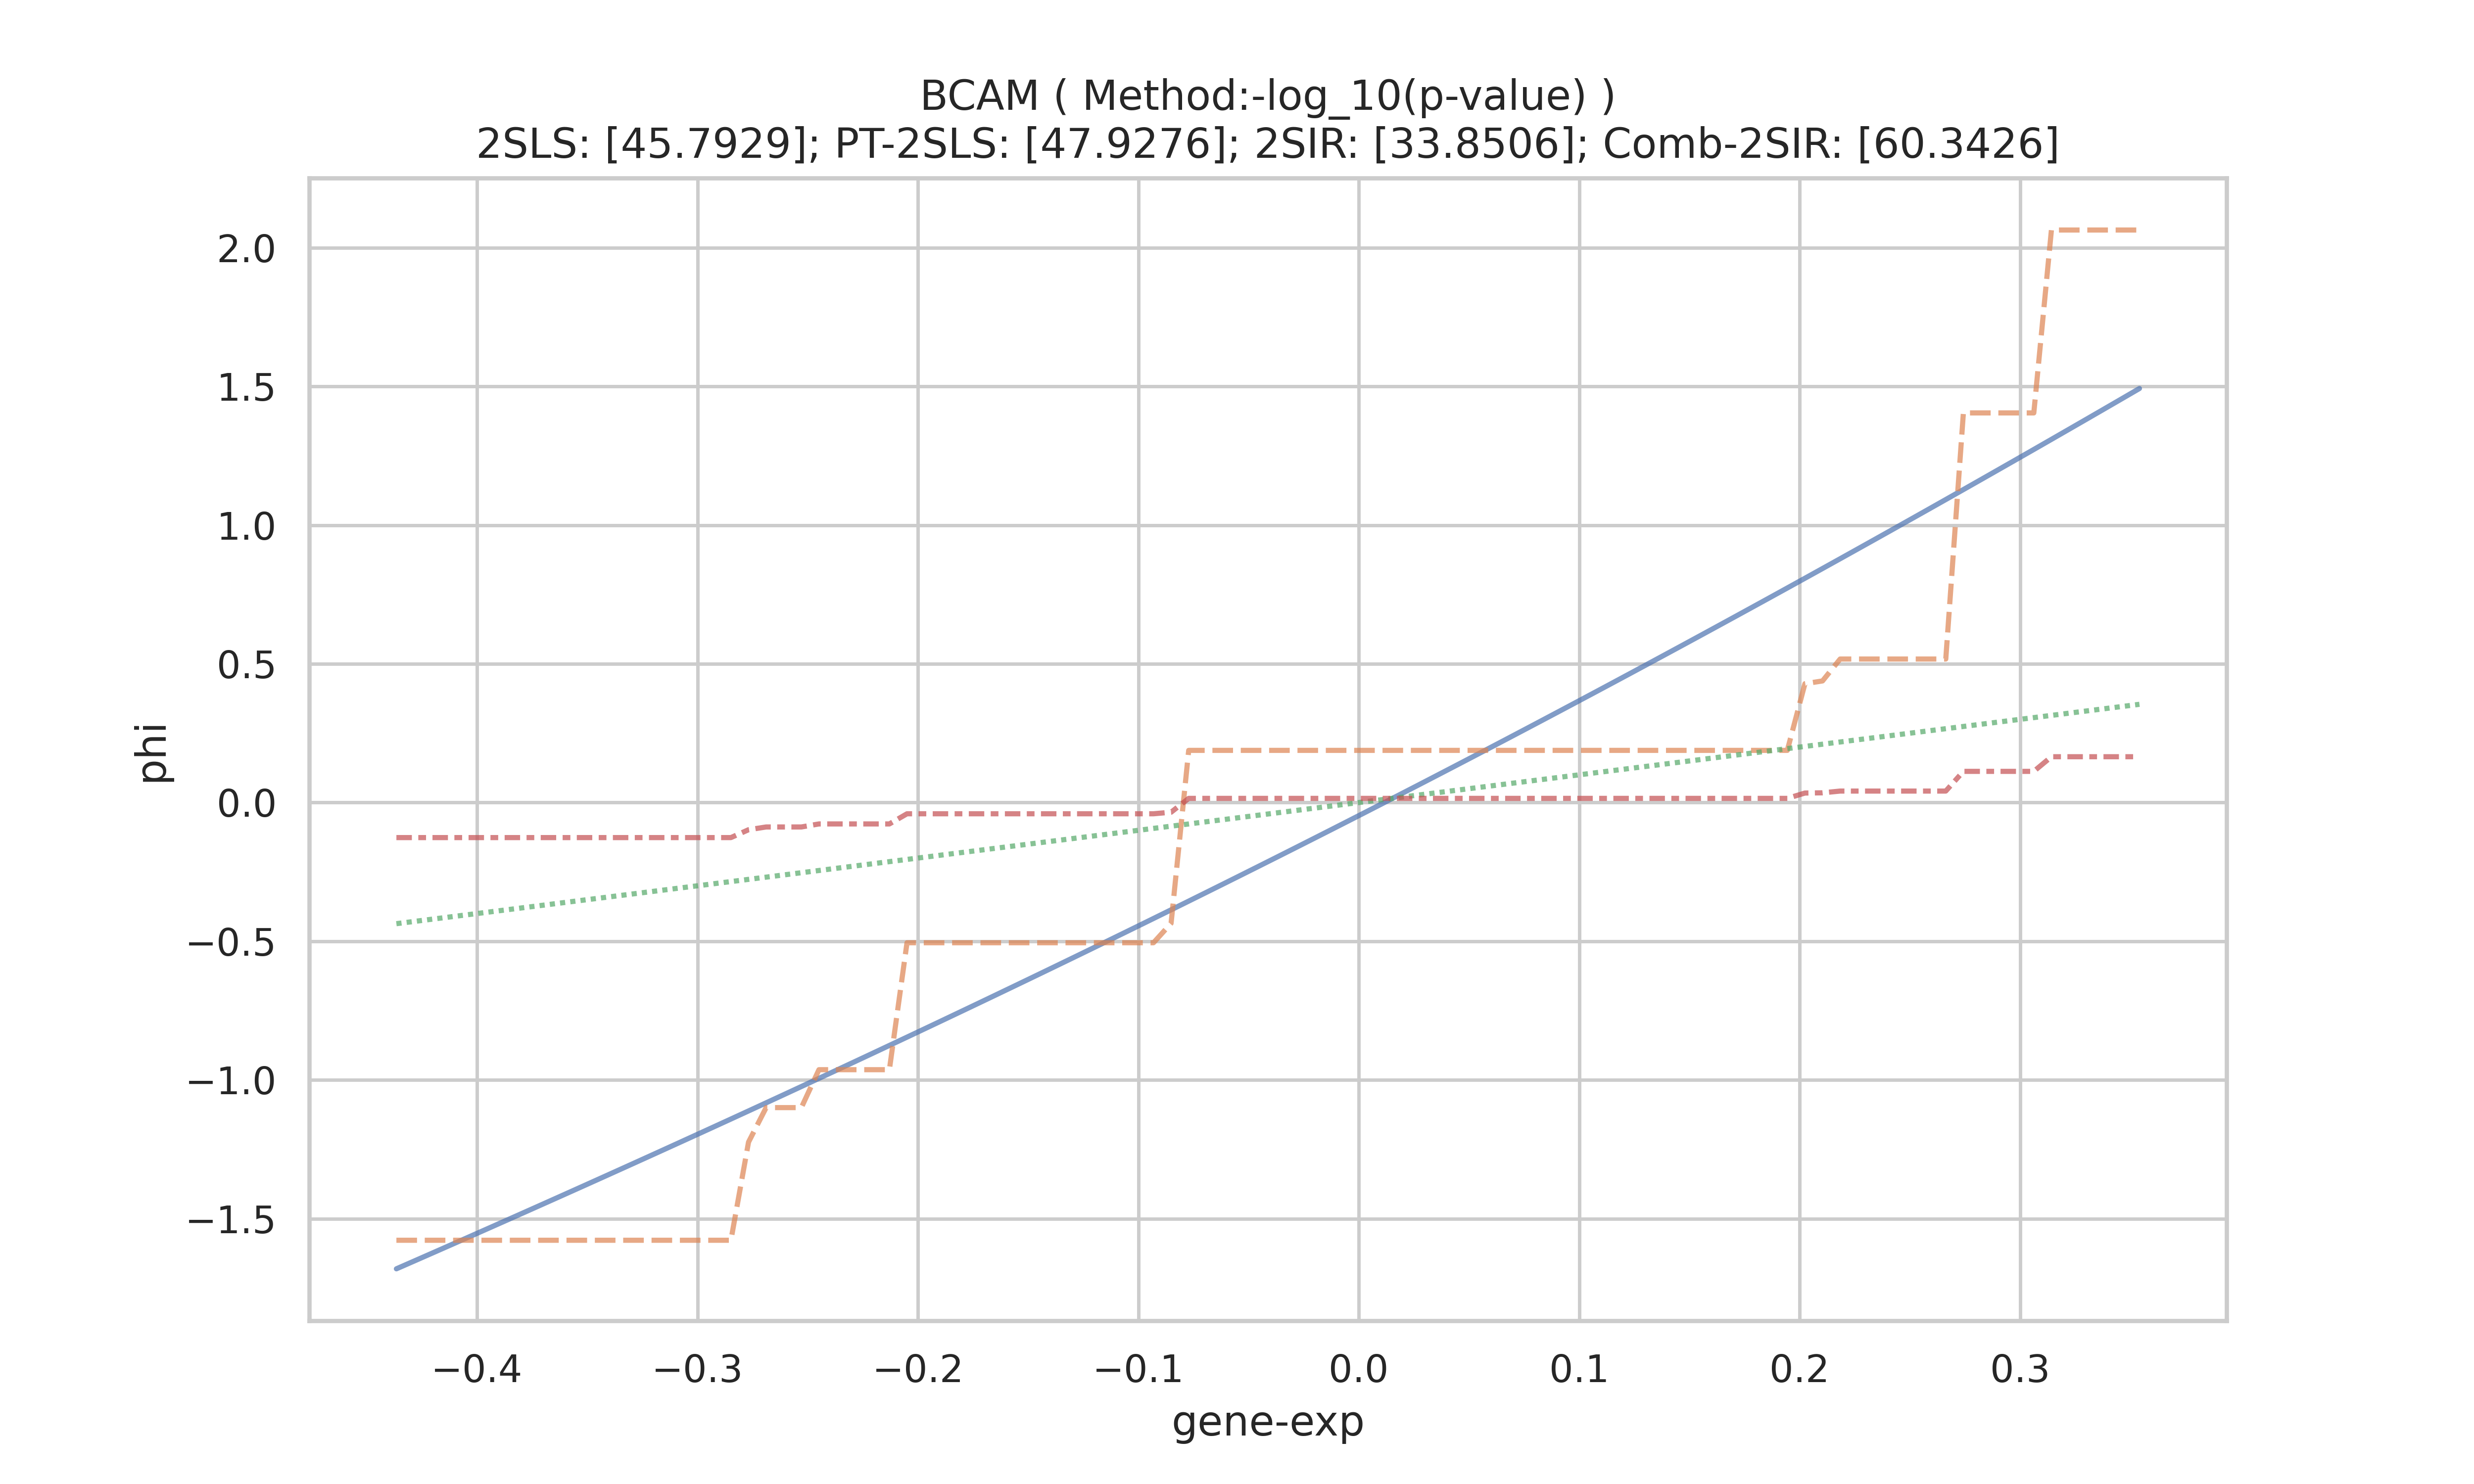 BCAM ( Method:-log_10(p-value) )
2SLS: [45.7929]; PT-2SLS: [47.9276]; 2SIR: [33.8506]; Comb-2SIR: [60.3426]
2.0
1.5
1.0
0.5
0.0
−0.5
−1.0
−1.5
phi
−0.4 −0.3 −0.2 −0.1 0.0 0.1 0.2 0.3
gene-exp